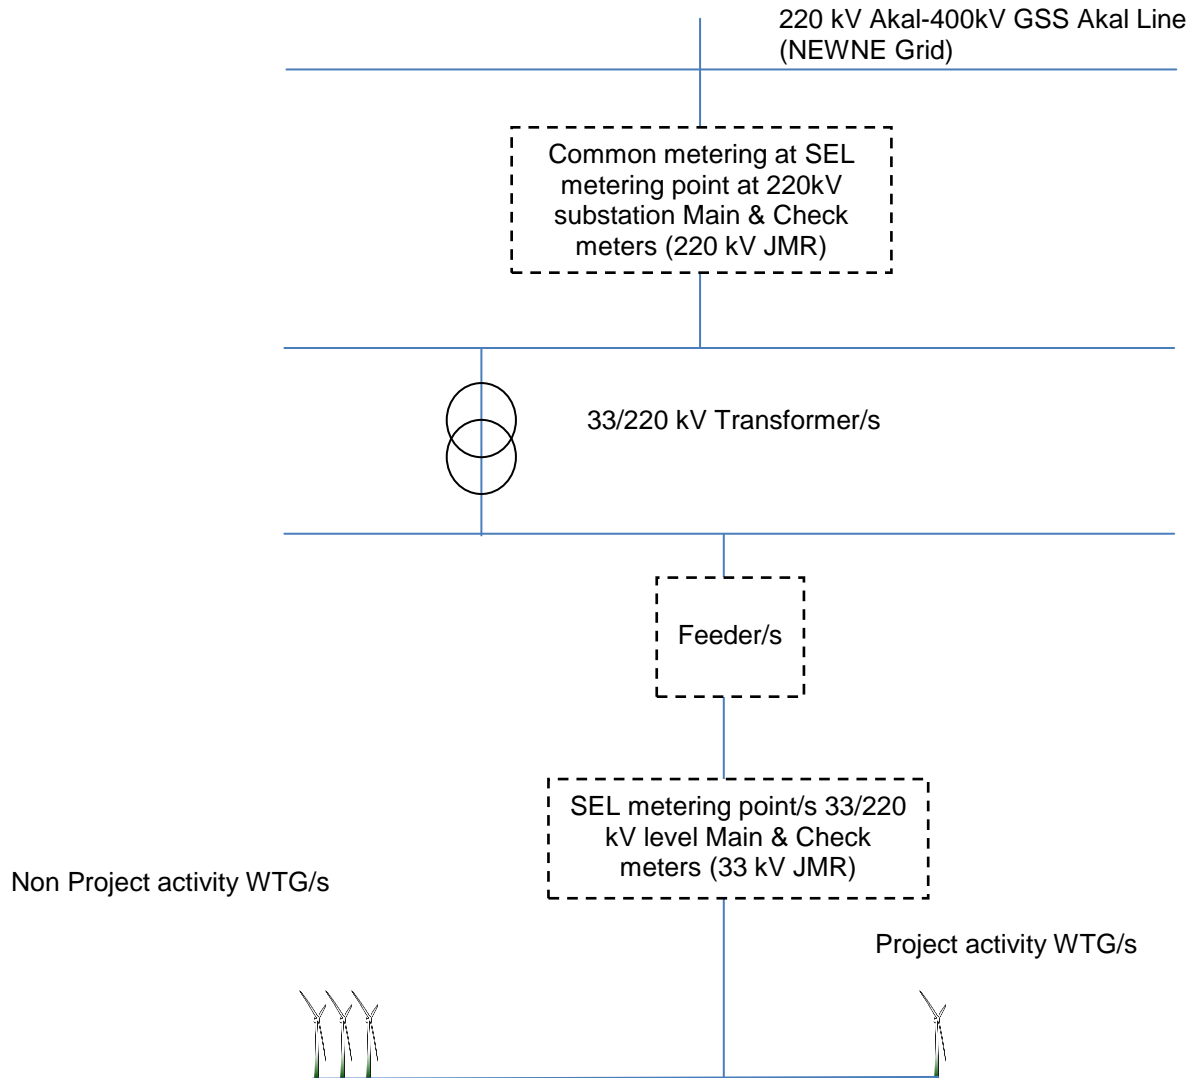 220 kV Akal-400kV GSS Akal Line
(NEWNE Grid)
Common metering at SEL
metering point at 220kV
substation Main & Check
meters (220 kV JMR)
33/220 kV Transformer/s
Feeder/s
SEL metering point/s 33/220
kV level Main & Check
meters (33 kV JMR)
Non Project activity WTG/s
Project activity WTG/s